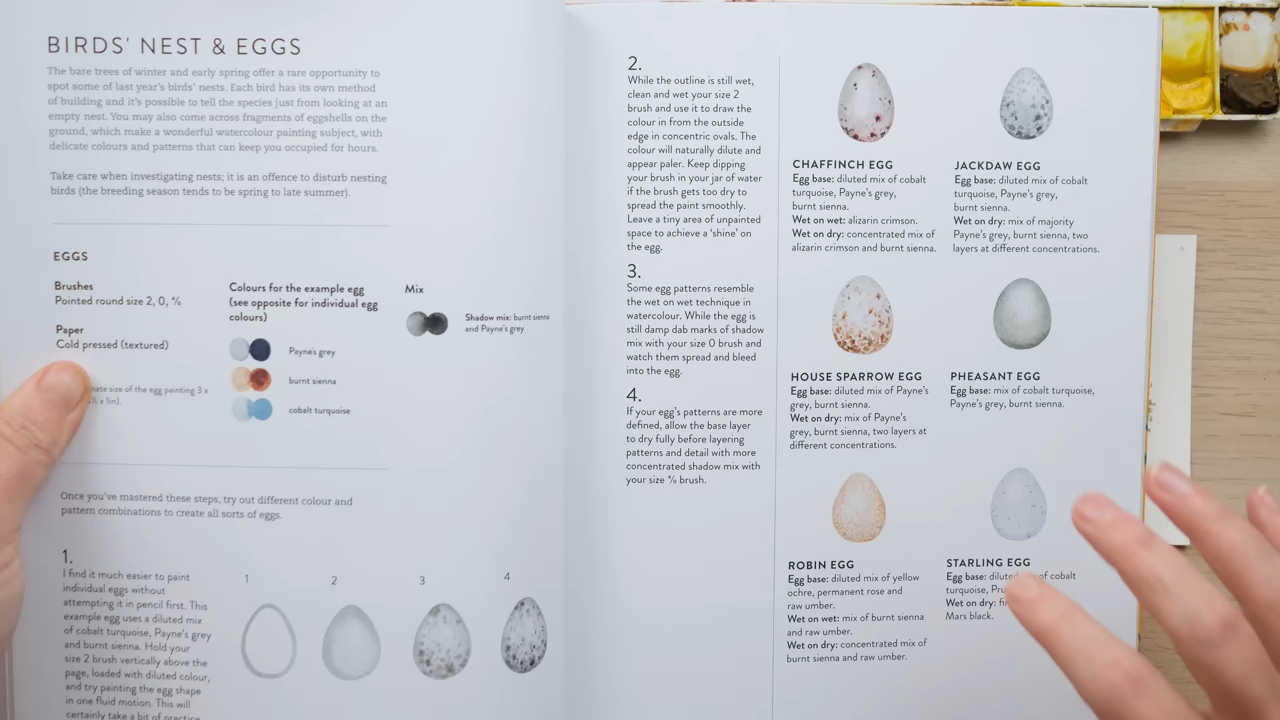 BIRDS' NEST & EGGS
The bare trees of winter and early spring offer a rare opportunity to
spot some of last year's birds' nests. Each bird has its own method
of building and it's possible to tell the species just from looking at an
empty nest. You may also come across fragments of eggshells on the
ground, which make a wonderful watercolour painting subject, with
delicate colours and patterns that can keep you occupied for hours.
Take care when investigating nests; it is an offence to disturb nesting
birds (the breeding season tends to be spring to late summer).
EGGS
Brushes
Pointed round size 2, 0, ⁴⁄₀
Paper
Cold pressed (textured)
size of the egg painting 3 x
x 1in).
Colours for the example egg
(see opposite for individual egg
colours)
Payne's grey
burnt sienna
cobalt turquoise
Mix
Shadow mix: burnt sienna
and Payne's grey
Once you've mastered these steps, try out different colour and
pattern combinations to create all sorts of eggs.
1.
I find it much easier to paint
individual eggs without
attempting it in pencil first. This
example egg uses a diluted mix
of cobalt turquoise, Payne's grey
and burnt sienna. Hold your
size 2 brush vertically above the
page, loaded with diluted colour,
and try painting the egg shape
in one fluid motion. This will
certainly take a bit of practice
1
2
3
4
2.
While the outline is still wet,
clean and wet your size 2
brush and use it to draw the
colour in from the outside
edge in concentric ovals. The
colour will naturally dilute and
appear paler. Keep dipping
your brush in your jar of water
if the brush gets too dry to
spread the paint smoothly.
Leave a tiny area of unpainted
space to achieve a 'shine' on
the egg.
3.
Some egg patterns resemble
the wet on wet technique in
watercolour. While the egg is
still damp dab marks of shadow
mix with your size 0 brush and
watch them spread and bleed
into the egg.
4.
If your egg's patterns are more
defined, allow the base layer
to dry fully before layering
patterns and detail with more
concentrated shadow mix with
your size ⁴⁄₀ brush.
CHAFFINCH EGG
Egg base: diluted mix of cobalt
turquoise, Payne's grey,
burnt sienna.
Wet on wet: alizarin crimson.
Wet on dry: concentrated mix of
alizarin crimson and burnt sienna.
JACKDAW EGG
Egg base: diluted mix of cobalt
turquoise, Payne's grey,
burnt sienna.
Wet on dry: mix of majority
Payne's grey, burnt sienna, two
layers at different concentrations.
HOUSE SPARROW EGG
Egg base: diluted mix of Payne's
grey, burnt sienna.
Wet on dry: mix of Payne's
grey, burnt sienna, two layers at
different concentrations.
PHEASANT EGG
Egg base: mix of cobalt turquoise,
Payne's grey, burnt sienna.
ROBIN EGG
Egg base: diluted mix of yellow
ochre, permanent rose and
raw umber.
Wet on wet: mix of burnt sienna
and raw umber.
Wet on dry: concentrated mix of
burnt sienna and raw umber.
STARLING EGG
Egg base: diluted of cobalt
turquoise,
Wet on dry:
Mars black.